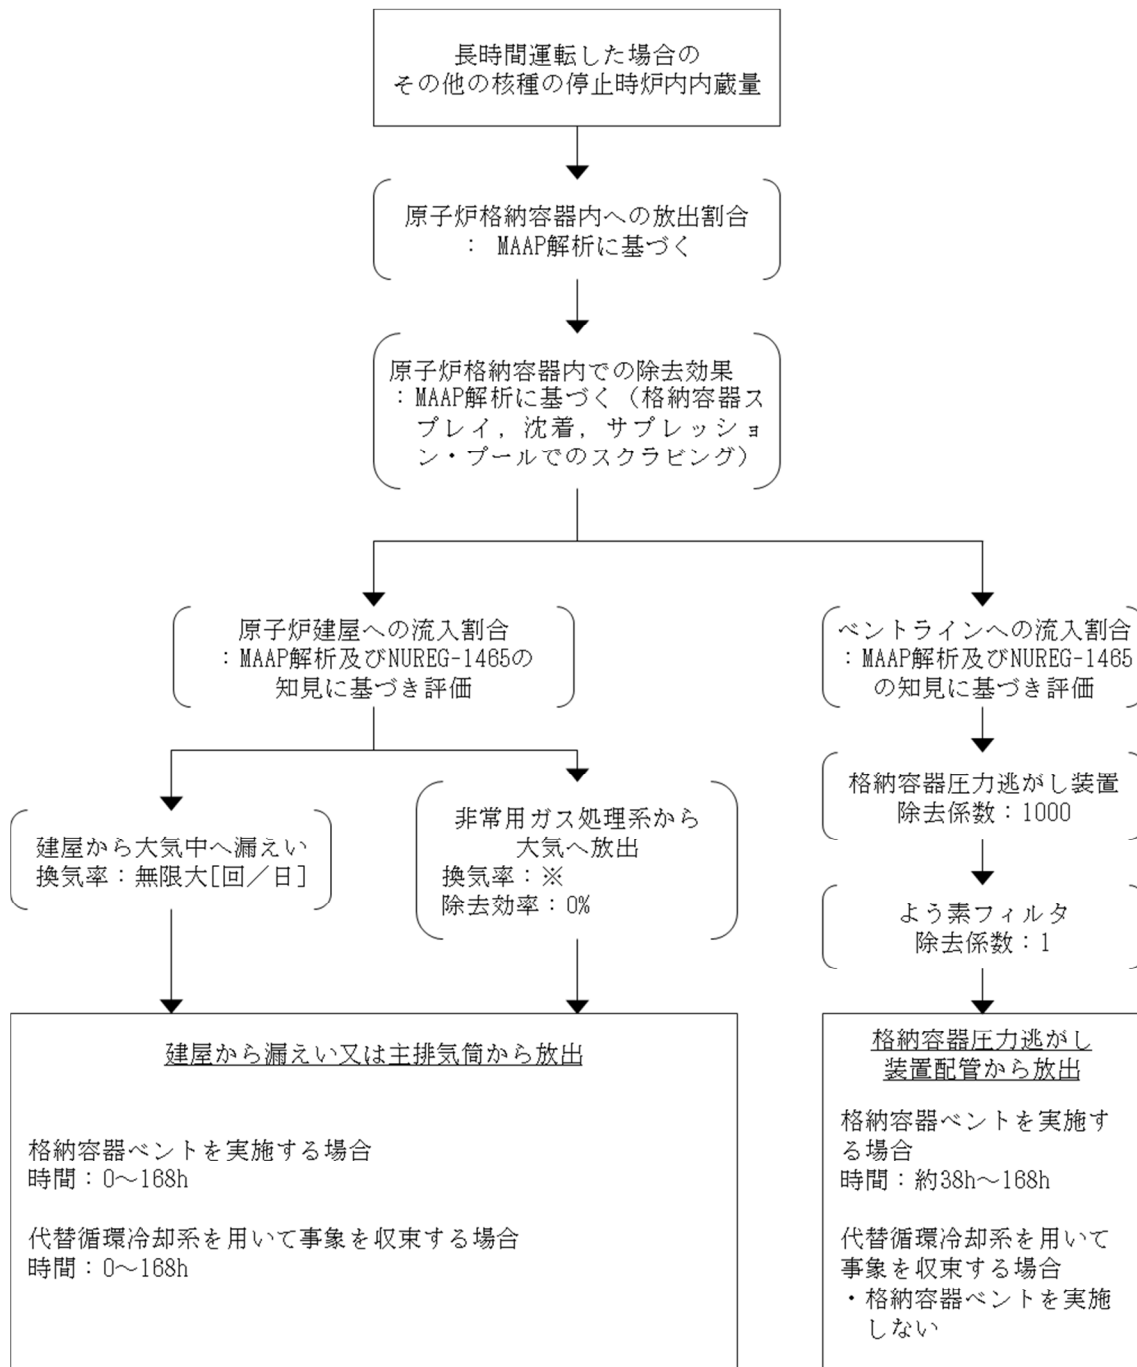 長時間運転した場合の
その他の核種の停止時炉内内蔵量
原子炉格納容器内への放出割合
： MAAP解析に基づく
原子炉格納容器内での除去効果
：MAAP解析に基づく（格納容器ス
プレイ，沈着，サプレッショ
ン・プールでのスクラビング）
原子炉建屋への流入割合
：MAAP解析及びNUREG-1465の
知見に基づき評価
ベントラインへの流入割合
：MAAP解析及びNUREG-1465
の知見に基づき評価
建屋から大気中へ漏えい
換気率：無限大[回／日]
非常用ガス処理系から
大気へ放出
換気率：※
除去効率：0%
格納容器圧力逃がし装置
除去係数：1000
よう素フィルタ
除去係数：1
建屋から漏えい又は主排気筒から放出
格納容器ベントを実施する場合
時間：0～168h
代替循環冷却系を用いて事象を収束する場合
時間：0～168h
格納容器圧力逃がし
装置配管から放出
格納容器ベントを実施す
る場合
時間：約38h～168h
代替循環冷却系を用いて
事象を収束する場合
・格納容器ベントを実施
しない